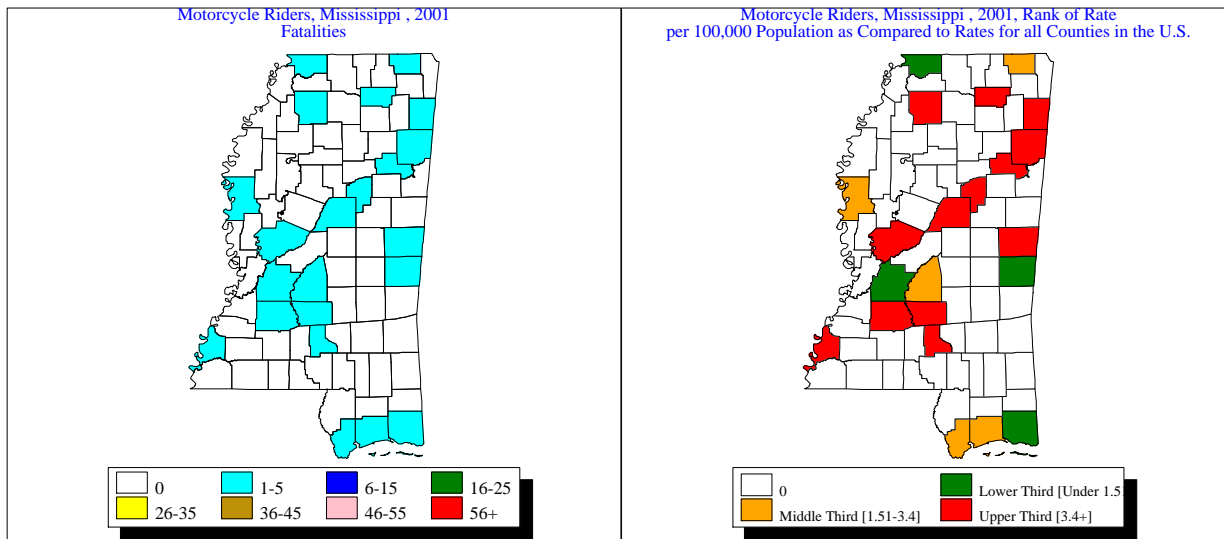 Motorcycle Riders, Mississippi , 2001
Fatalities
0
1-5
6-15
16-25
26-35
36-45
46-55
56+
Motorcycle Riders, Mississippi , 2001, Rank of Rate
per 100,000 Population as Compared to Rates for all Counties in the U.S.
0
Lower Third [Under 1.5
Middle Third [1.51-3.4]
Upper Third [3.4+]